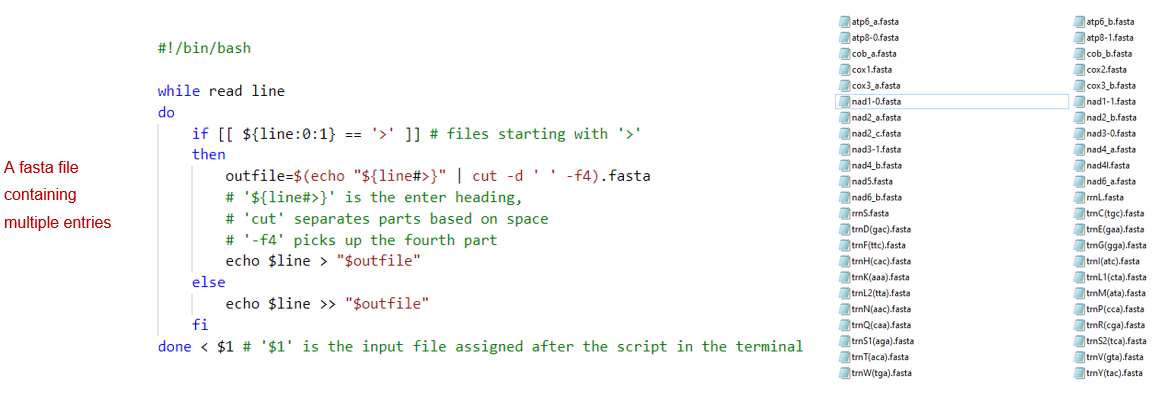 A fasta file
containing
multiple entries
#!/bin/bash
while read line
do
if [[ ${line:0:1} == '>' ]] # files starting with '>'
then
outfile=$(echo "${line#>}" | cut -d ' ' -f4).fasta
# '${line#>}' is the enter heading,
# 'cut' separates parts based on space
# '-f4' picks up the fourth part
echo $line > "$outfile"
else
echo $line >> "$outfile"
fi
done < $1 # '$1' is the input file assigned after the script in the terminal
atp6_a.fasta
atp8-0.fasta
cob_a.fasta
cox1.fasta
cox3_a.fasta
nad1-0.fasta
nad2_a.fasta
nad2_c.fasta
nad3-1.fasta
nad4_b.fasta
nad5.fasta
nad6_b.fasta
rrnS.fasta
trnD(gac).fasta
trnF(ttc).fasta
trnH(cac).fasta
trnK(aaa).fasta
trnL2(tta).fasta
trnN(aac).fasta
trnQ(caa).fasta
trnS1(aga).fasta
trnT(aca).fasta
trnW(tga).fasta
atp6_b.fasta
atp8-1.fasta
cob_b.fasta
cox2.fasta
cox3_b.fasta
nad1-1.fasta
nad2_b.fasta
nad3-0.fasta
nad4_a.fasta
nad4l.fasta
nad6_a.fasta
rrnL.fasta
trnC(tgc).fasta
trnE(gaa).fasta
trnG(gga).fasta
trnI(atc).fasta
trnL1(cta).fasta
trnM(ata).fasta
trnP(cca).fasta
trnR(cga).fasta
trnS2(tca).fasta
trnV(gta).fasta
trnY(tac).fasta